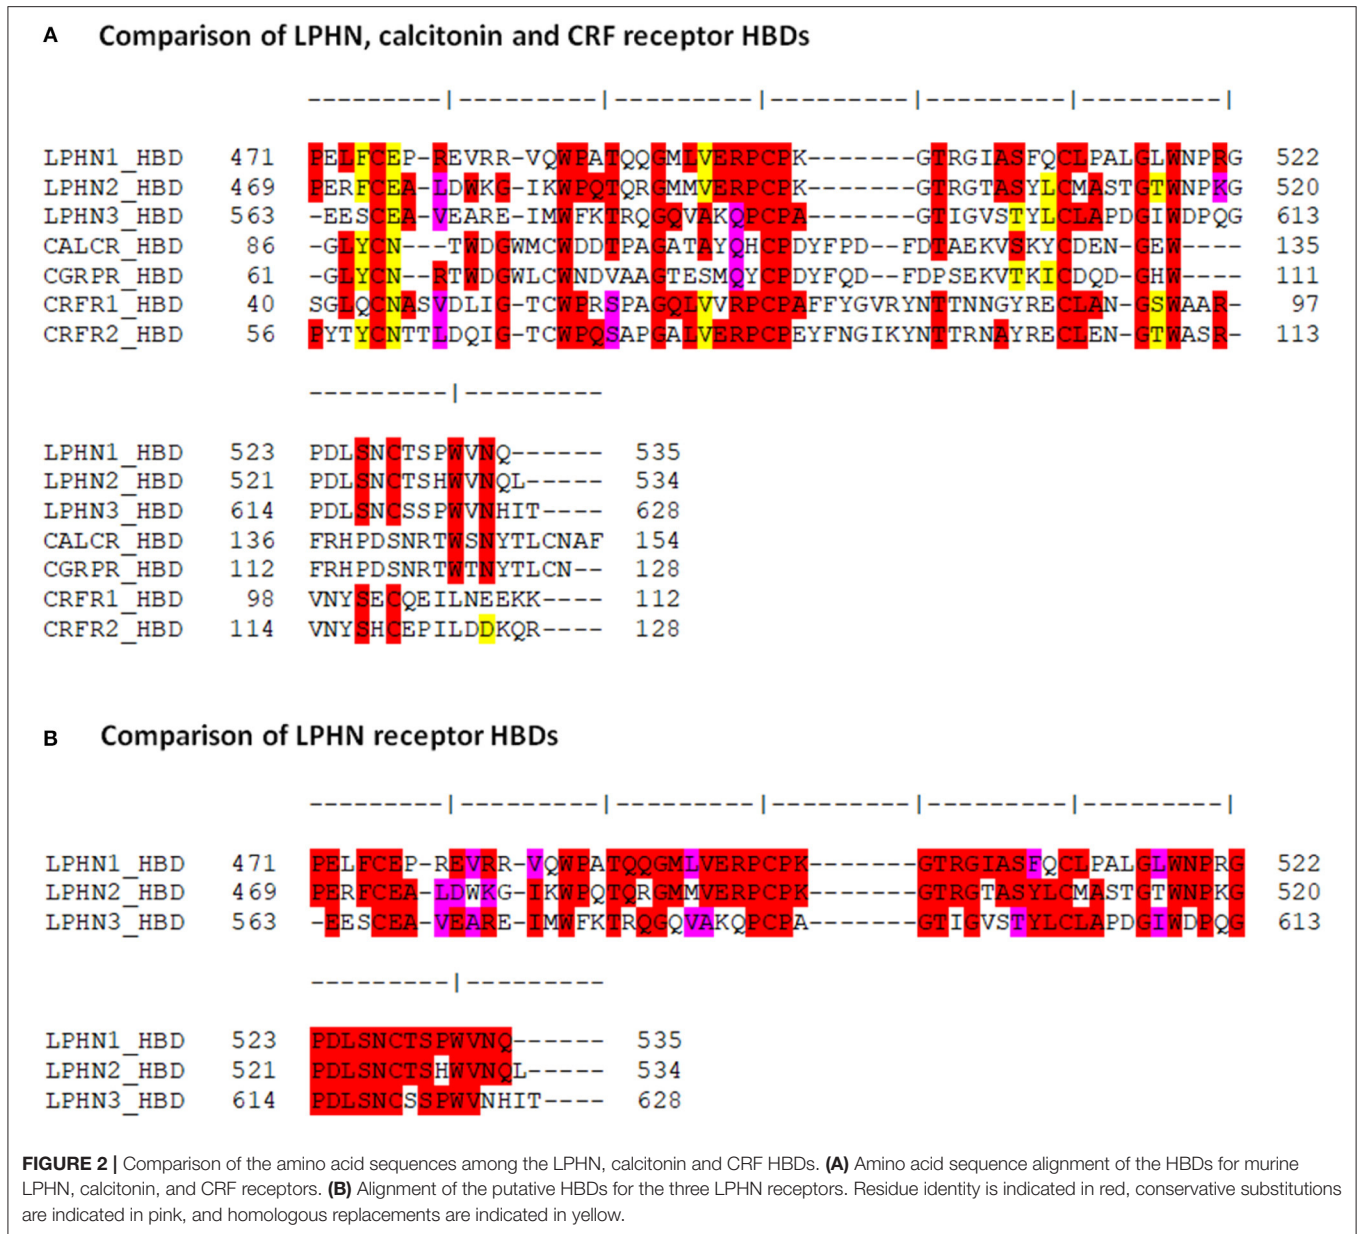 A Comparison of LPHN, calcitonin and CRF receptor HBDs
---------|---------|---------|---------|---------|---------|
LPHN1_HBD 471 PELFCEP-REVRR-VQWPATQQGMLVERPCPK-------GTRGIASFQCLPALGLWNPRG 522
LPHN2_HBD 469 PERFCEA-LDWKG-IKWPQTQRGMMVERPCPK-------GTRGTASYLCMASTGTWNPKG 520
LPHN3_HBD 563 -EESCEA-VEARE-IMWFKTRQGQVAKQPCPA-------GTIGVSTYLCLAPDGIWDPQG 613
CALCR_HBD 86 -GLYCN---TWDGWMCWDDTPAGATAYQHCPDYFPD--FDTAEKVSKYCDEN-GEW---- 135
CGRPR_HBD 61 -GLYCN--RTWDGWLCWNDVAAGTESMQYCPDYFQD--FDPSEKVTKICDQD-GHW---- 111
CRFR1_HBD 40 SGLQCNASVDLIG-TCWPRSPAGQLVVRPCPAFFYGVRYNTTNNGYRECLAN-GSWAAR- 97
CRFR2_HBD 56 PYTYCNTTLDQIG-TCWPQSAPGALVERPCPEYFNGIKYNTTRNAYRECLEN-GTWASR- 113
---------|---------
LPHN1_HBD 523 PDLSNCTSPWVNQ------ 535
LPHN2_HBD 521 PDLSNCTSHWVNQL----- 534
LPHN3_HBD 614 PDLSNCSSPWVNHIT---- 628
CALCR_HBD 136 FRHPDSNRTWSNYTLCNAF 154
CGRPR_HBD 112 FRHPDSNRTWTNYTLCN-- 128
CRFR1_HBD 98 VNYSECQEILNEEKK---- 112
CRFR2_HBD 114 VNYSHCEPILDDKQR---- 128
B Comparison of LPHN receptor HBDs
---------|---------|---------|---------|---------|---------|
LPHN1_HBD 471 PELFCEP-REVRR-VQWPATQQGMLVERPCPK-------GTRGIASFQCLPALGLWNPRG 522
LPHN2_HBD 469 PERFCEA-LDWKG-IKWPQTQRGMMVERPCPK-------GTRGTASYLCMASTGTWNPKG 520
LPHN3_HBD 563 -EESCEA-VEARE-IMWFKTRQGQVAKQPCPA-------GTIGVSTYLCLAPDGIWDPQG 613
---------|---------
LPHN1_HBD 523 PDLSNCTSPWVNQ------ 535
LPHN2_HBD 521 PDLSNCTSHWVNQL----- 534
LPHN3_HBD 614 PDLSNCSSPWVNHIT---- 628
FIGURE 2 | Comparison of the amino acid sequences among the LPHN, calcitonin and CRF HBDs. (A) Amino acid sequence alignment of the HBDs for murine
LPHN, calcitonin, and CRF receptors. (B) Alignment of the putative HBDs for the three LPHN receptors. Residue identity is indicated in red, conservative substitutions
are indicated in pink, and homologous replacements are indicated in yellow.